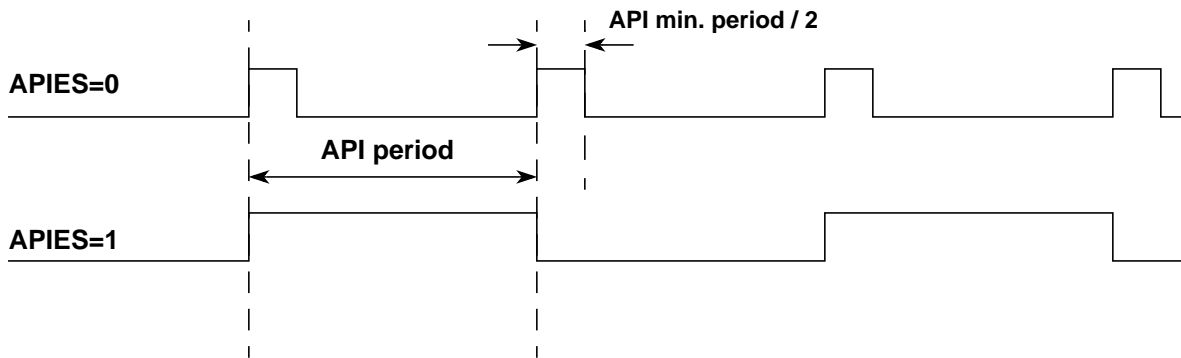 API min. period / 2
APIES=0
API period
APIES=1